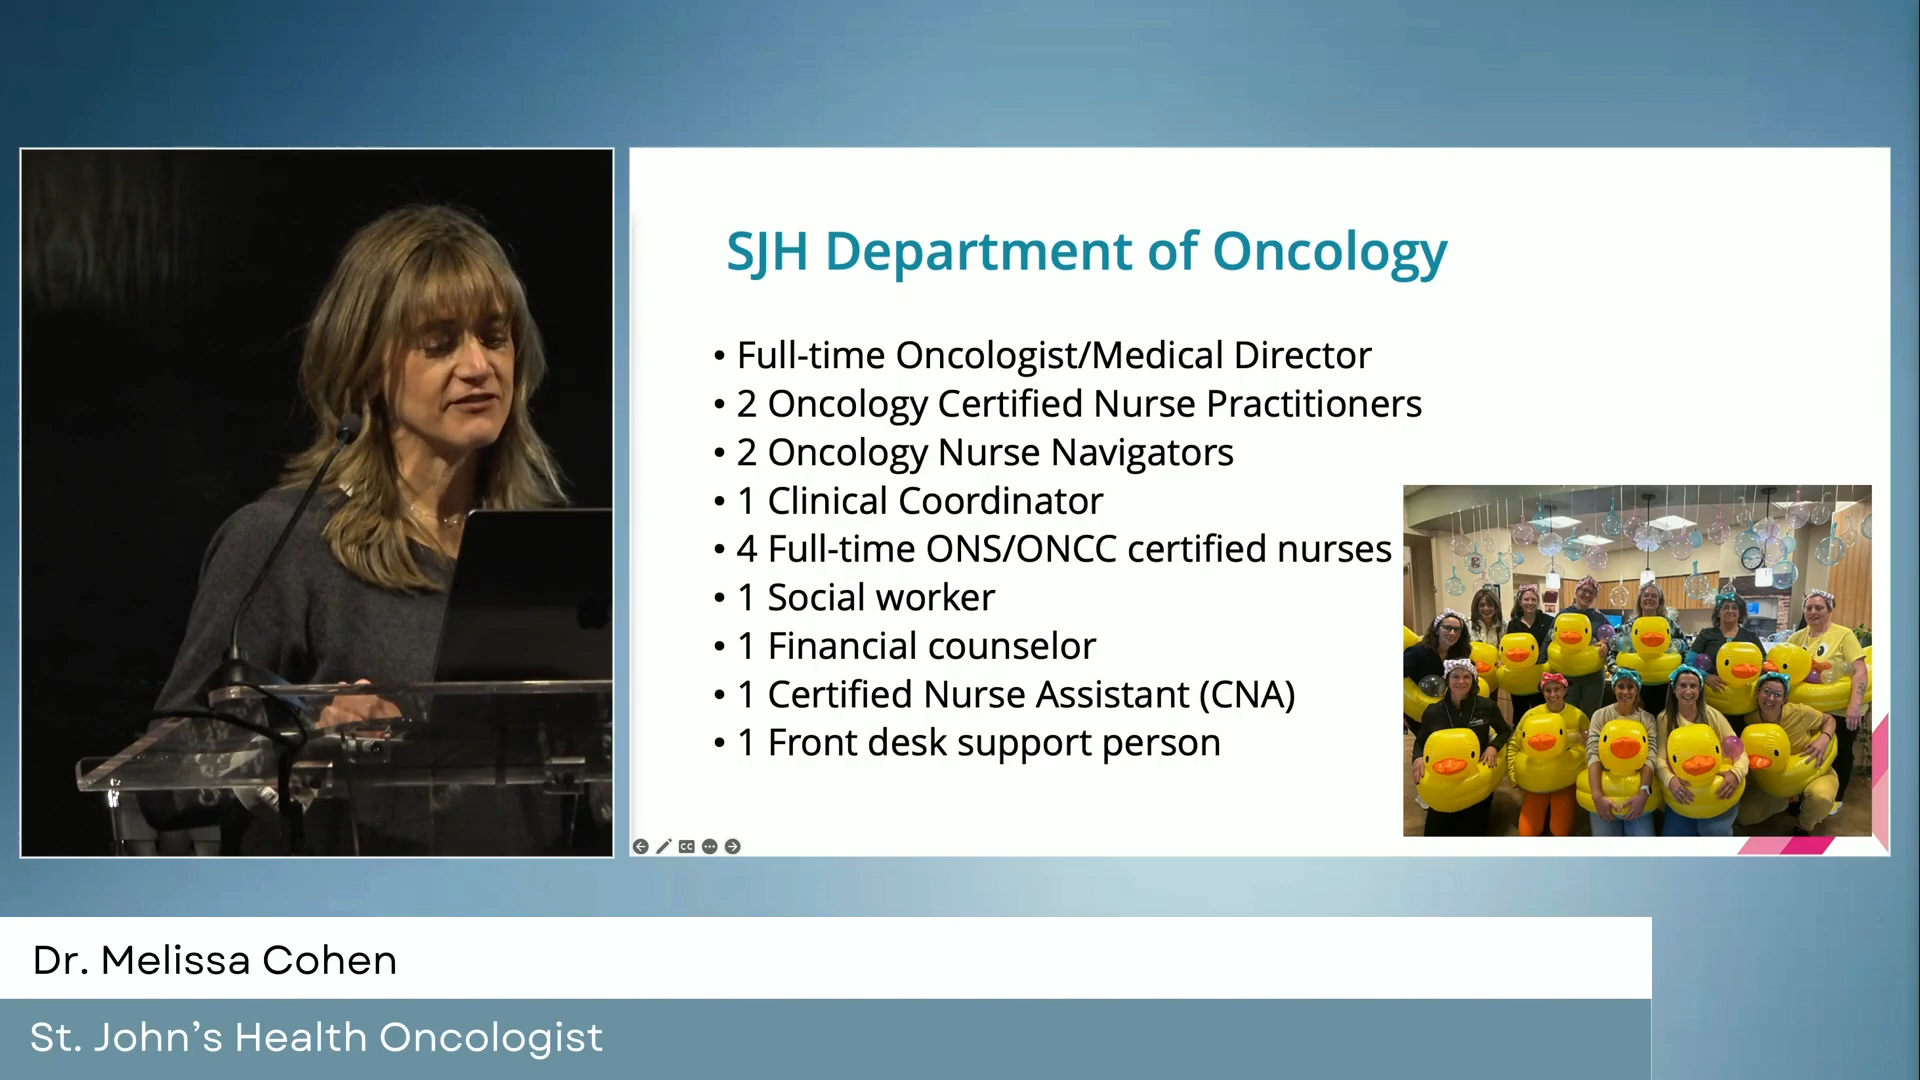 SJH Department of Oncology
• Full-time Oncologist/Medical Director
• 2 Oncology Certified Nurse Practitioners
• 2 Oncology Nurse Navigators
• 1 Clinical Coordinator
• 4 Full-time ONS/ONCC certified nurses
• 1 Social worker
• 1 Financial counselor
• 1 Certified Nurse Assistant (CNA)
• 1 Front desk support person
CC
Dr. Melissa Cohen
St. John’s Health Oncologist